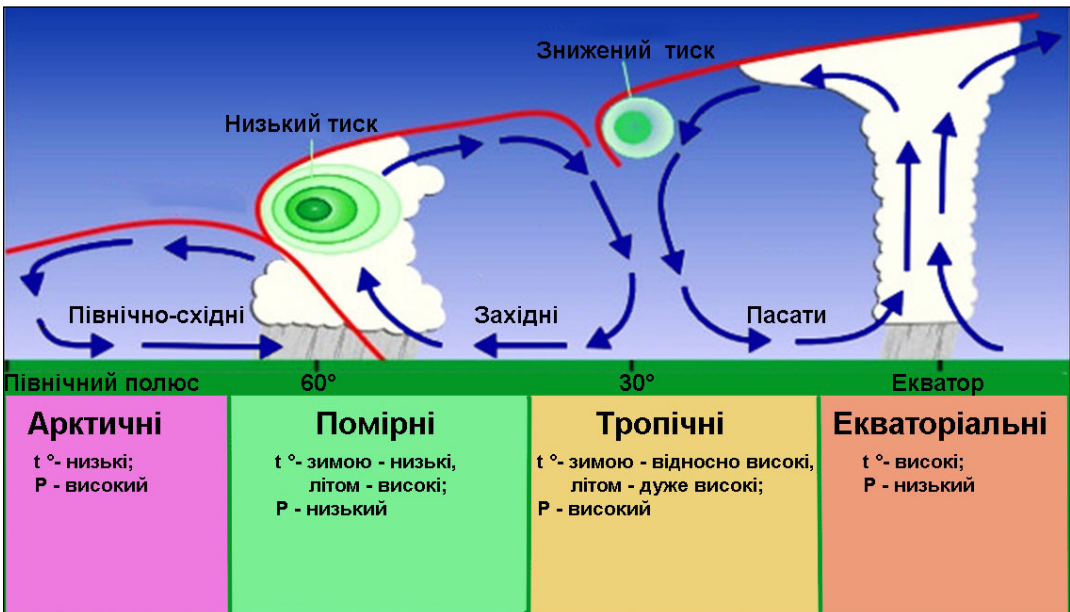 Знижений тиск
Низький тиск
Північно-східні
Західні
Пасати
Північний полюс
60°
30°
Екватор
Арктичні
t °- низькі;
Р - високий
Помірні
t °- зимою - низькі,
літом - високі;
Р - низький
Тропічні
t °- зимою - відносно високі,
літом - дуже високі;
Р - високий
Екваторіальні
t °- високі;
Р - низький